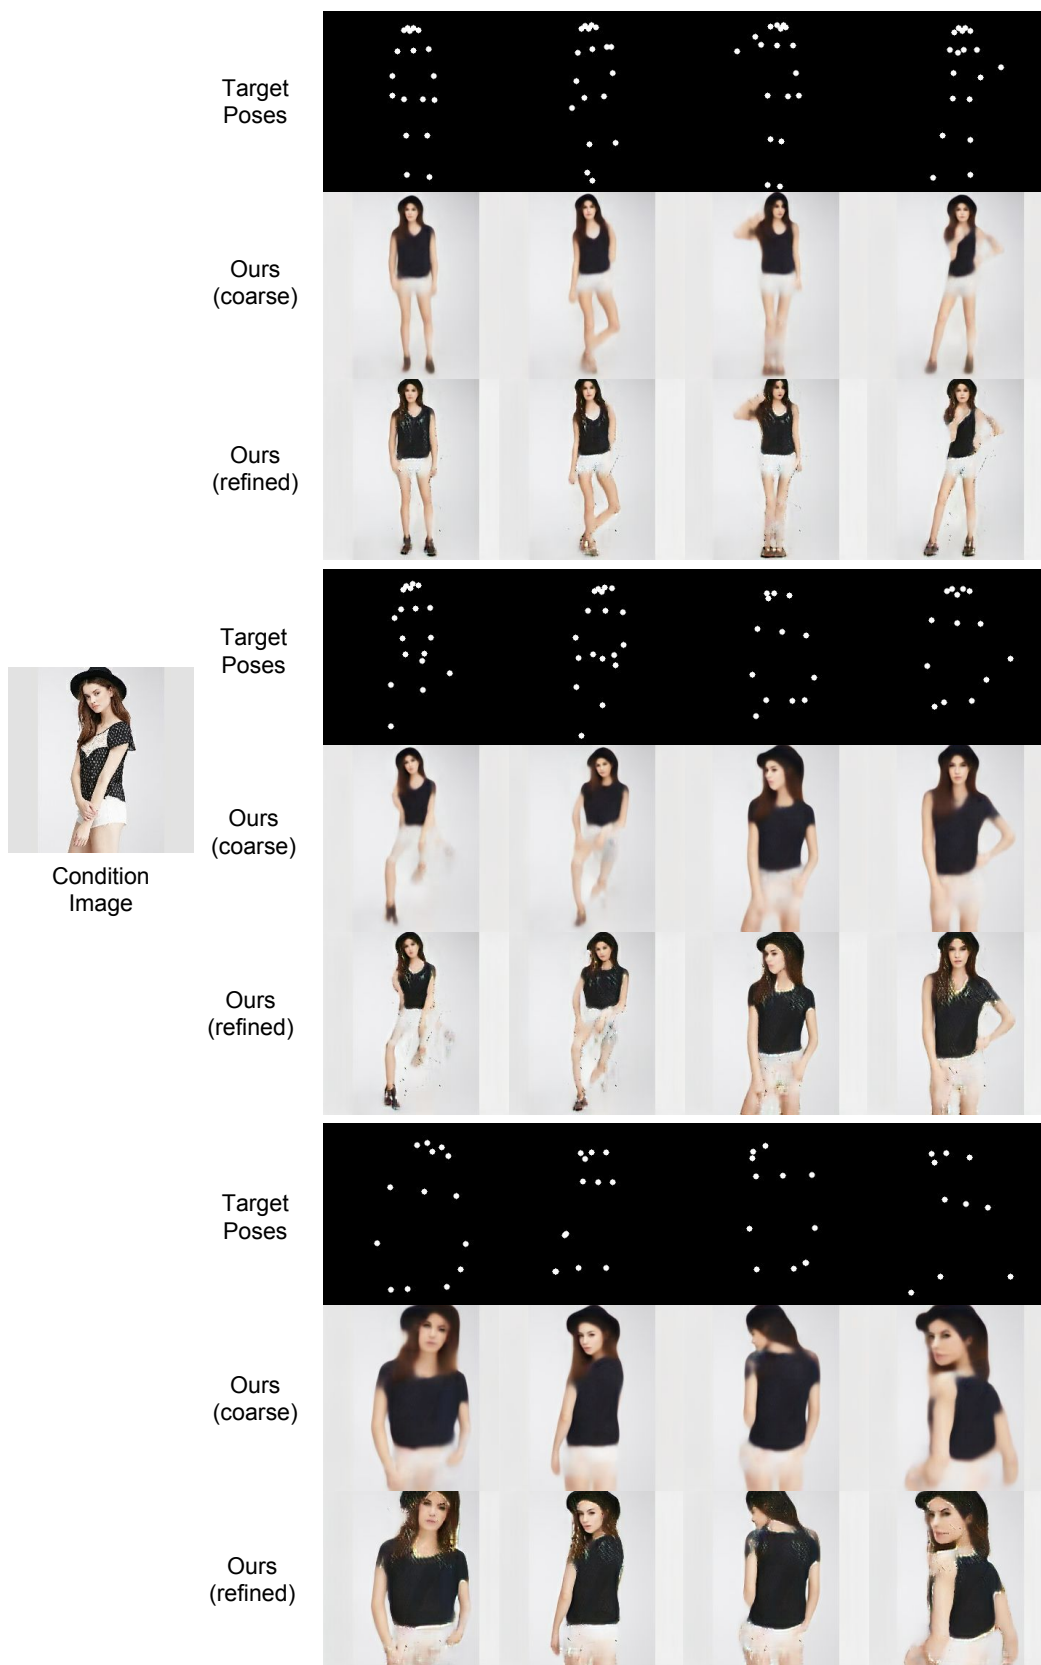 Target
Poses
Ours
(coarse)
Ours
(refined)
Target
Poses
Ours
(coarse)
Condition
Image
Ours
(refined)
Target
Poses
Ours
(coarse)
Ours
(refined)